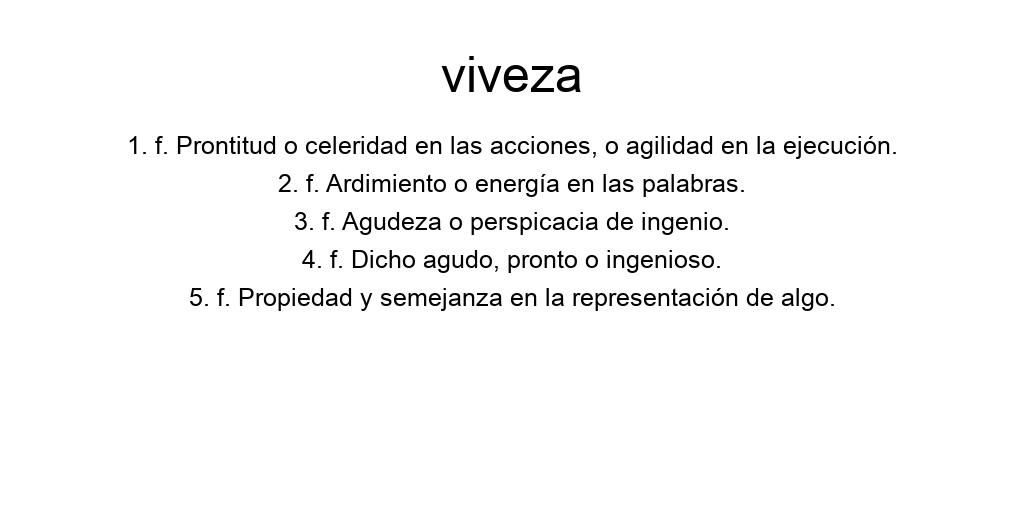 viveza
1. f. Prontitud o celeridad en las acciones, o agilidad en la ejecución.
2. f. Ardimiento o energía en las palabras.
3. f. Agudeza o perspicacia de ingenio.
4. f. Dicho agudo, pronto o ingenioso.
5. f. Propiedad y semejanza en la representación de algo.